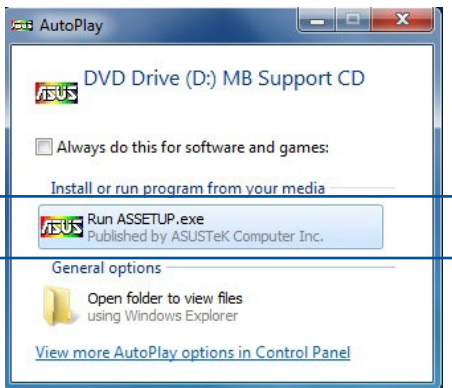 AutoPlay
DVD Drive (D:) MB Support CD
Always do this for software and games:
Install or run program from your media
Run ASSETUP.exe
Published by ASUSTeK Computer Inc.
General options
Open folder to view files
using Windows Explorer
View more AutoPlay options in Control Panel